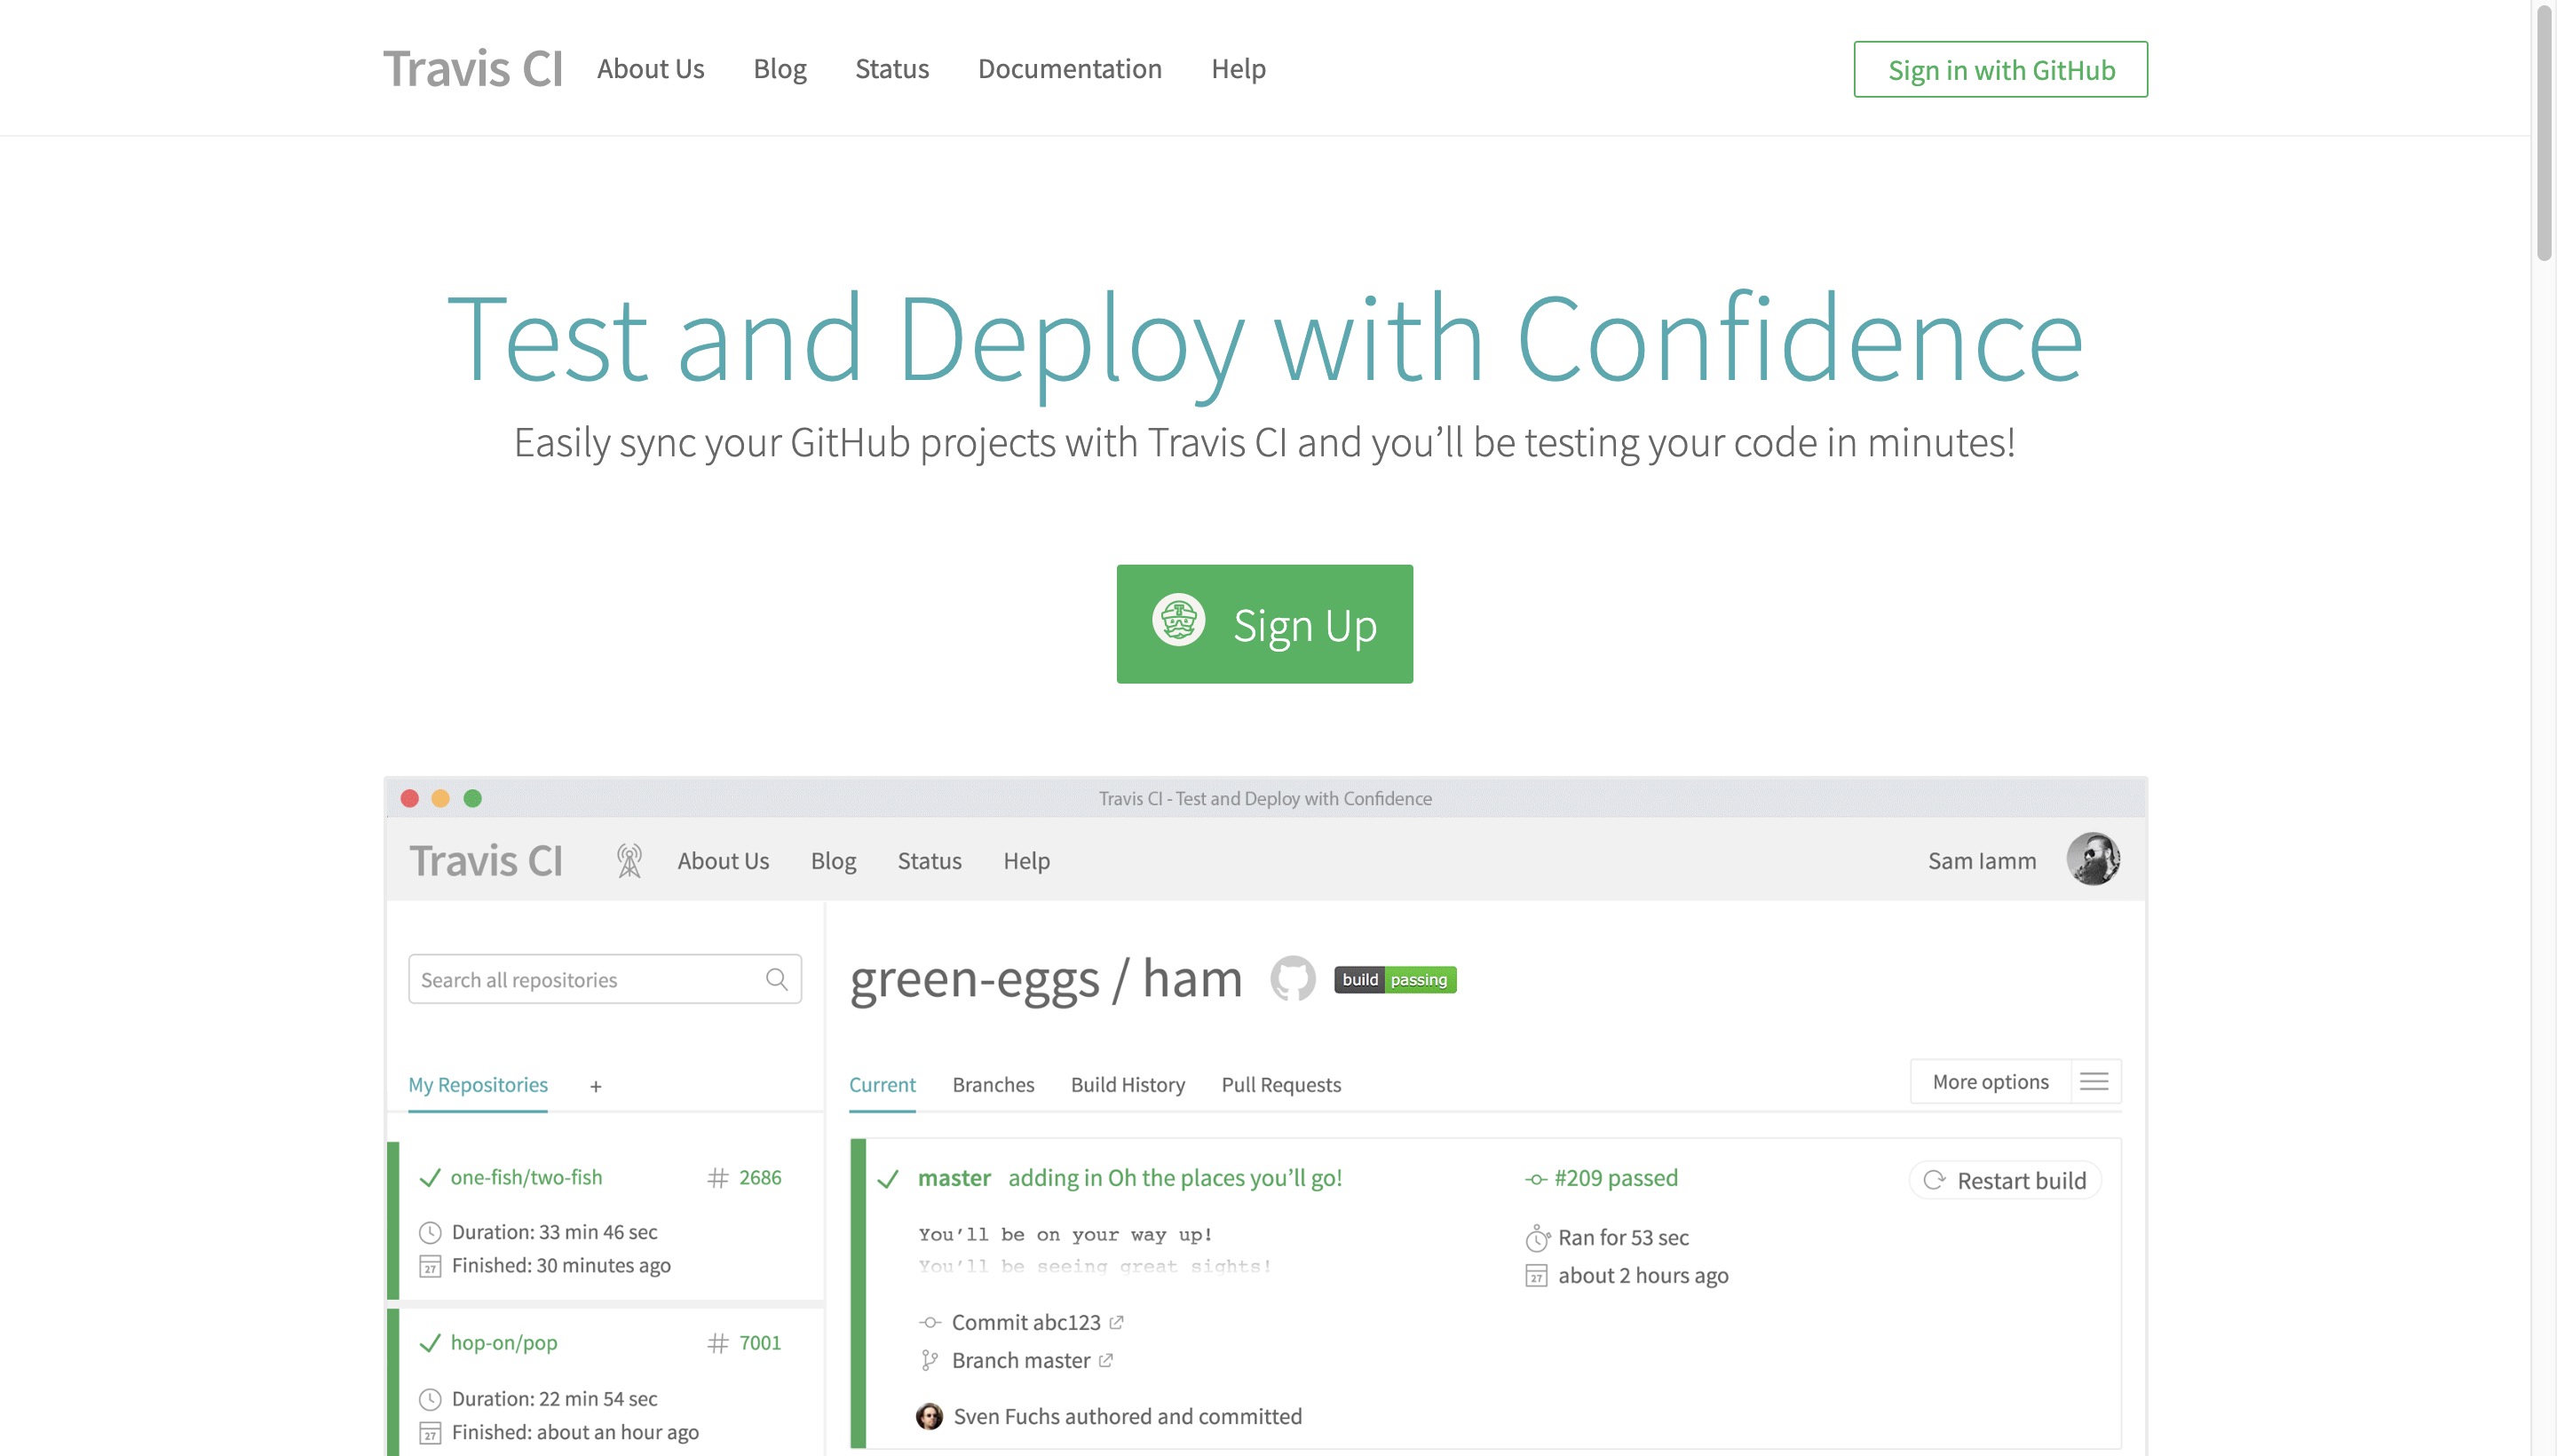 Travis CI About Us Blog Status Documentation Help Sign in with GitHub
Test and Deploy with Confidence
Easily sync your GitHub projects with Travis CI and you’ll be testing your code in minutes!
Sign Up
Travis CI - Test and Deploy with Confidence
Travis CI About Us Blog Status Help Sam Iamm
Search all repositories
green-eggs / ham build passing
My Repositories +
Current Branches Build History Pull Requests More options
one-fish/two-fish # 2686
Duration: 33 min 46 sec
27 Finished: 30 minutes ago
hop-on/pop # 7001
Duration: 22 min 54 sec
27 Finished: about an hour ago
master adding in Oh the places you’ll go!
You’ll be on your way up!
You’ll be seeing great sights!
Commit abc123
Branch master
Sven Fuchs authored and committed
#209 passed
Ran for 53 sec
27 about 2 hours ago
Restart build